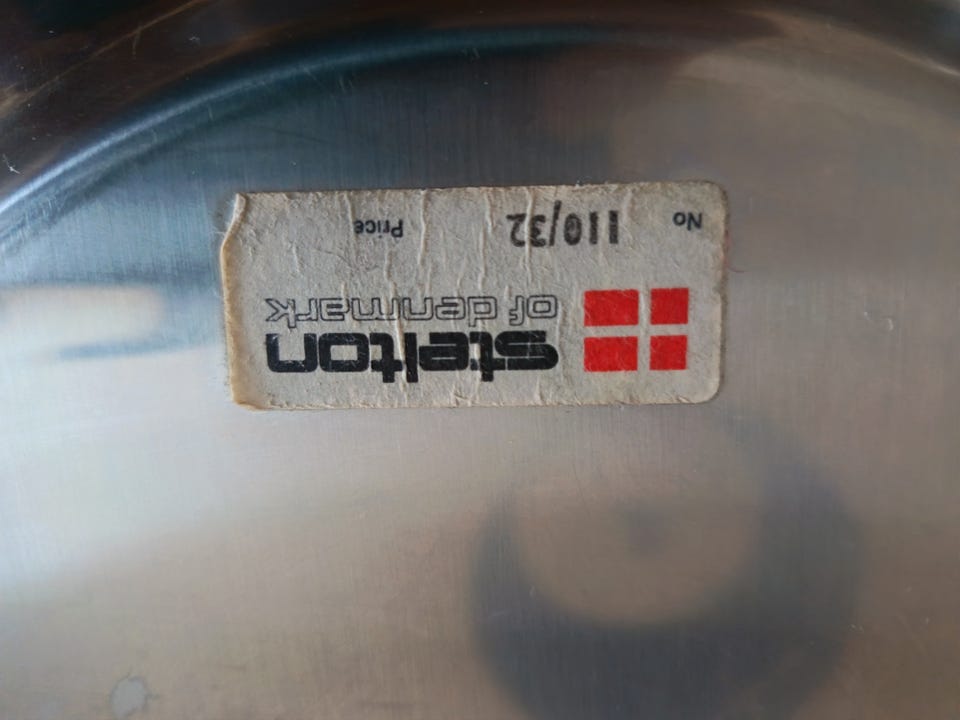 stelton
of denmark
No 110/32 Price